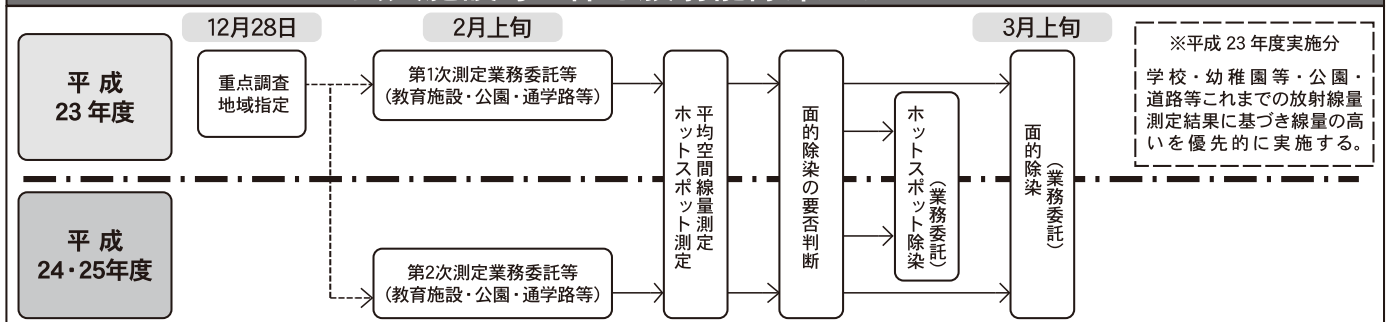 12月28日
2月上旬
3月上旬
平成
23年度
重点調査
地域指定
第1次測定業務委託等
(教育施設・公園・通学路等)
平均空間線量測定
ホットスポット測定
面的除染の要否判断
ホットスポット除染
(業務委託)
面的除染
(業務委託)
※平成23年度実施分
学校・幼稚園等・公園・
道路等これまでの放射線量
測定結果に基づき線量の高
いを優先的に実施する。
平成
24・25年度
第2次測定業務委託等
(教育施設・公園・通学路等)